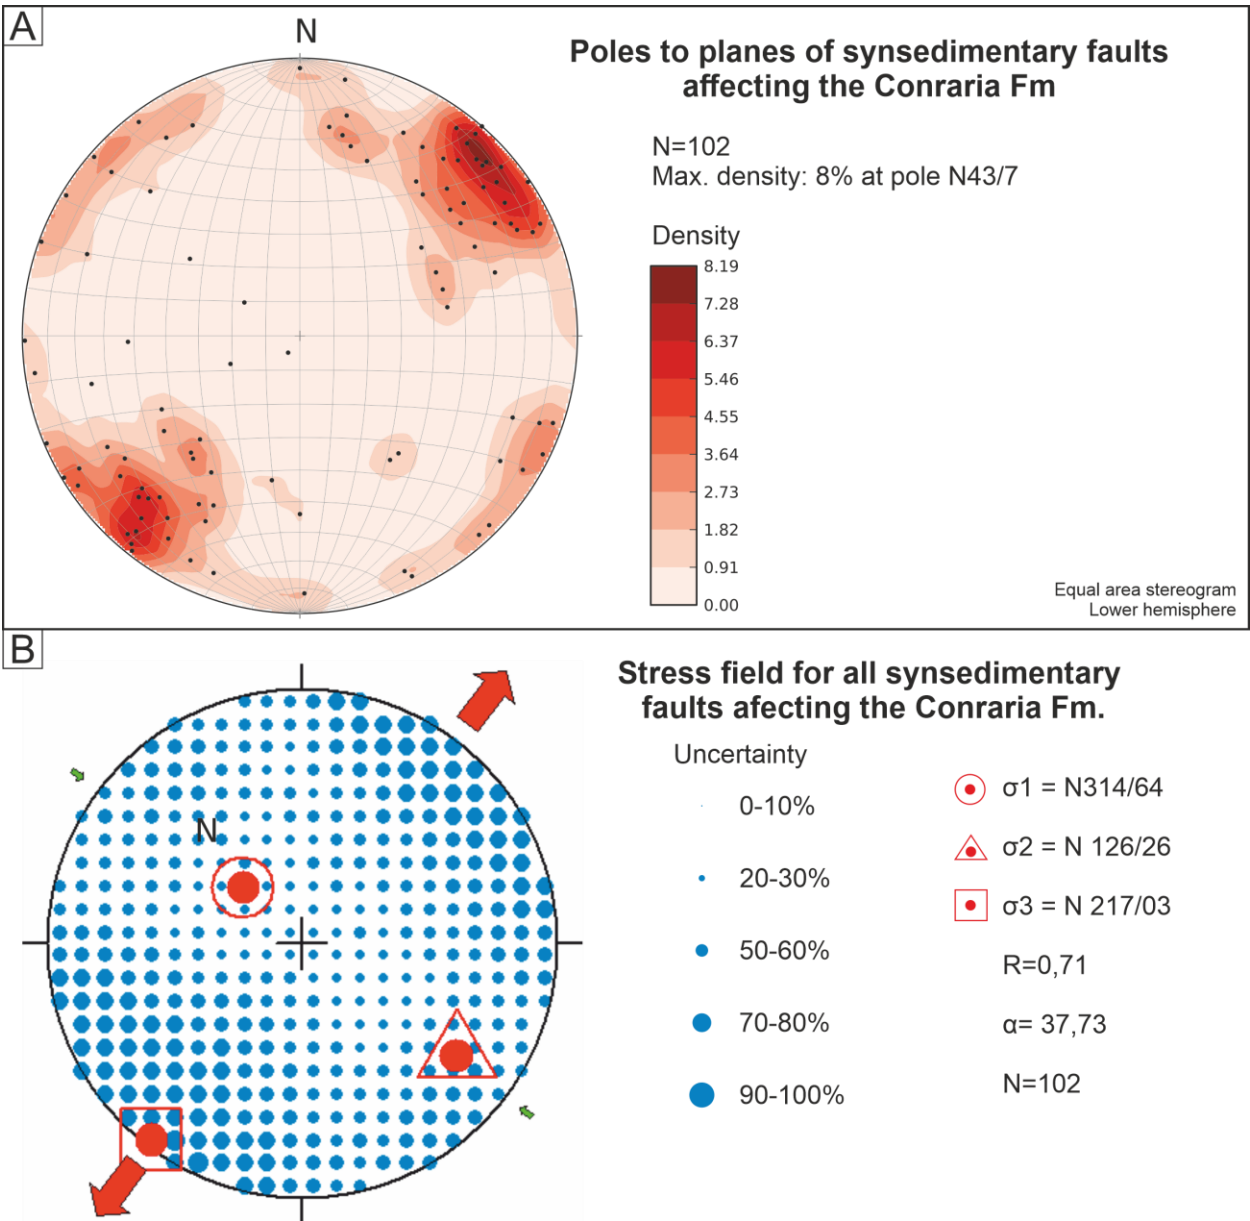 A
N
Poles to planes of synsedimentary faults
affecting the Conraria Fm
N=102
Max. density: 8% at pole N43/7
Density
8.19
7.28
6.37
5.46
4.55
3.64
2.73
1.82
0.91
0.00
Equal area stereogram
Lower hemisphere
B
N
Stress field for all synsedimentary
faults afecting the Conraria Fm.
Uncertainty
0-10%
20-30%
50-60%
70-80%
90-100%
σ1 = N314/64
σ2 = N 126/26
σ3 = N 217/03
R=0,71
α= 37,73
N=102